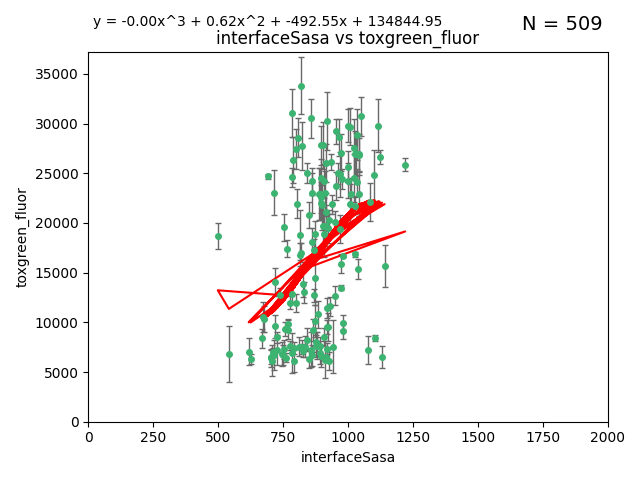 y = -0.00x^3 + 0.62x^2 + -492.55x + 134844.95
N = 509
interfaceSasa vs toxgreen_fluor
35000
30000
25000
20000
15000
10000
5000
0
toxgreen_fluor
0 250 500 750 1000 1250 1500 1750 2000
interfaceSasa